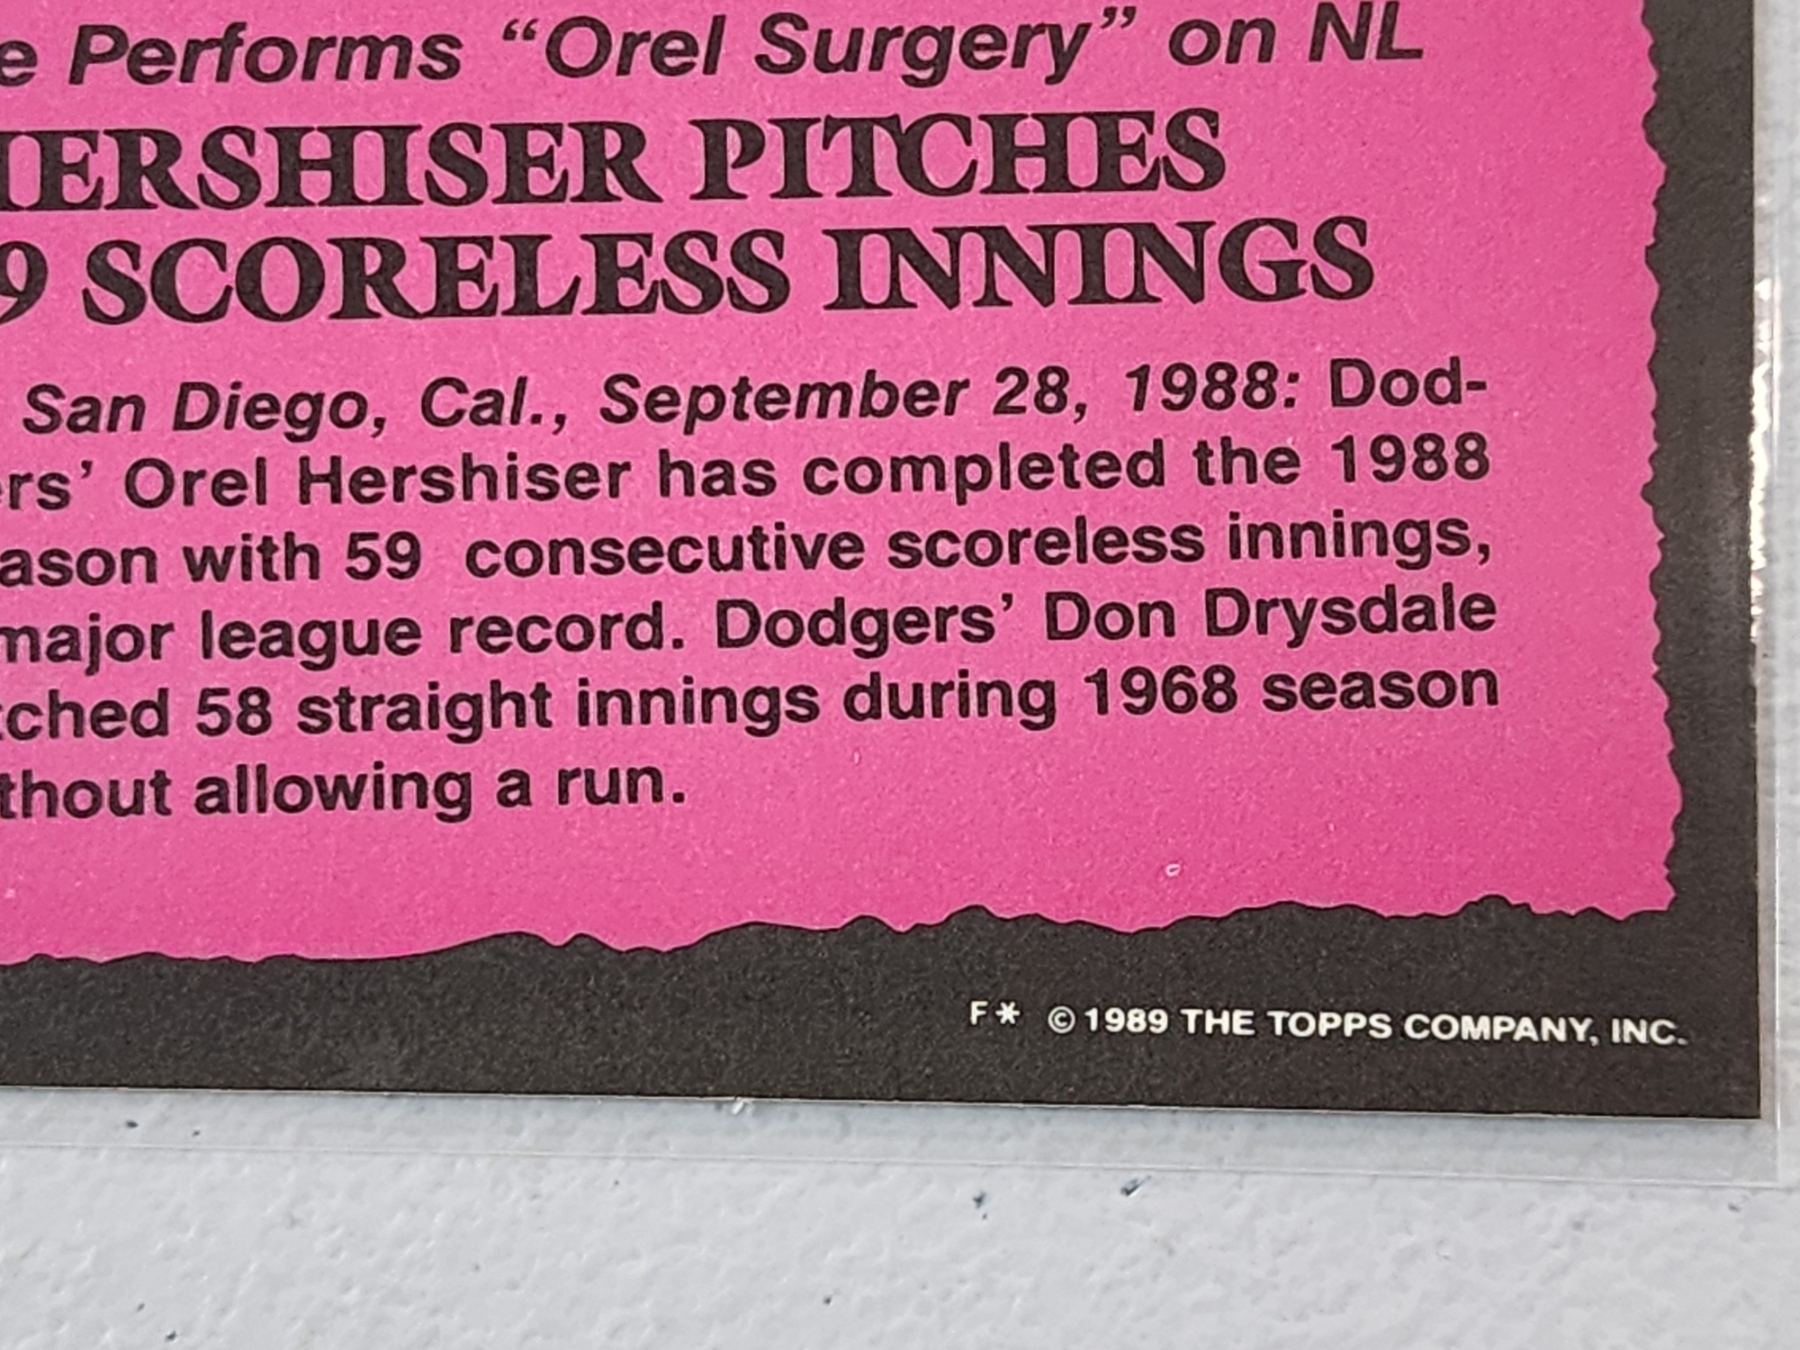 e Performs “Orel Surgery” on NL
HERSHISER PITCHES
9 SCORELESS INNINGS
San Diego, Cal., September 28, 1988: Dod-
ers’ Orel Hershiser has completed the 1988
ason with 59 consecutive scoreless innings,
major league record. Dodgers’ Don Drysdale
tched 58 straight innings during 1968 season
thout allowing a run.
F* ©1989 THE TOPPS COMPANY, INC.